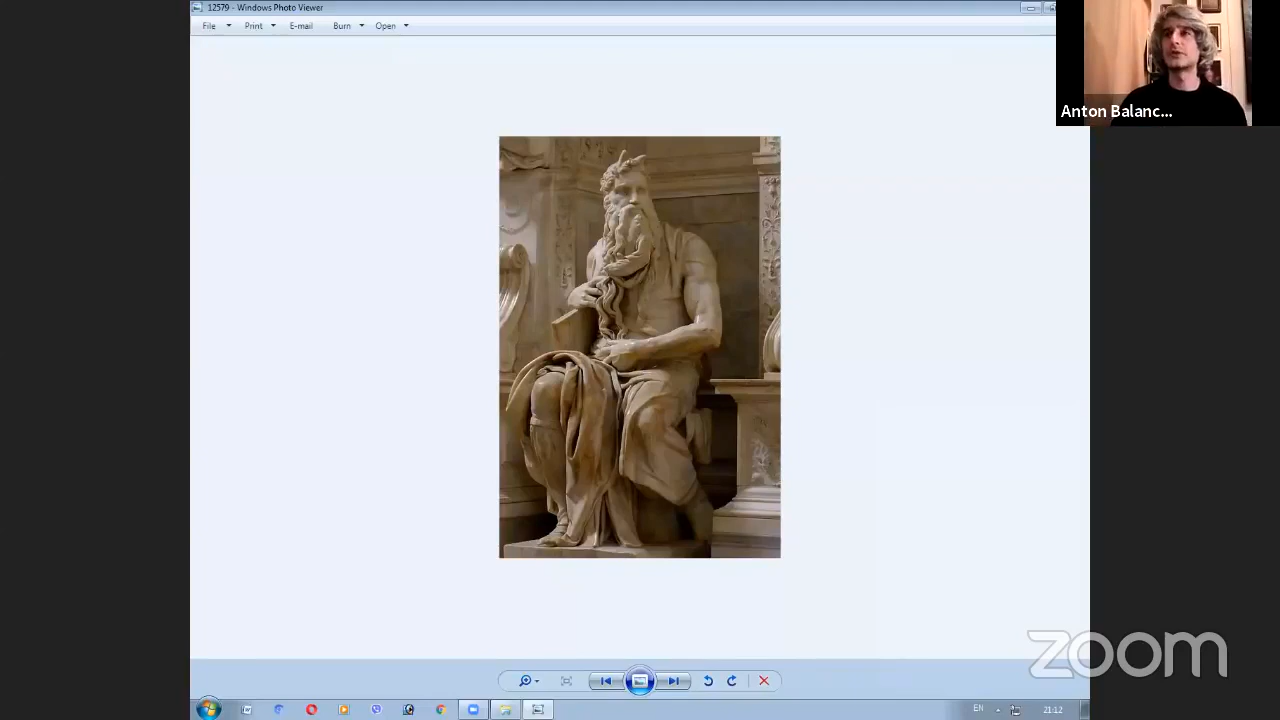 12579 - Windows Photo Viewer
File Print E-mail Burn Open
Anton Balanc...
zoom
EN 21:12